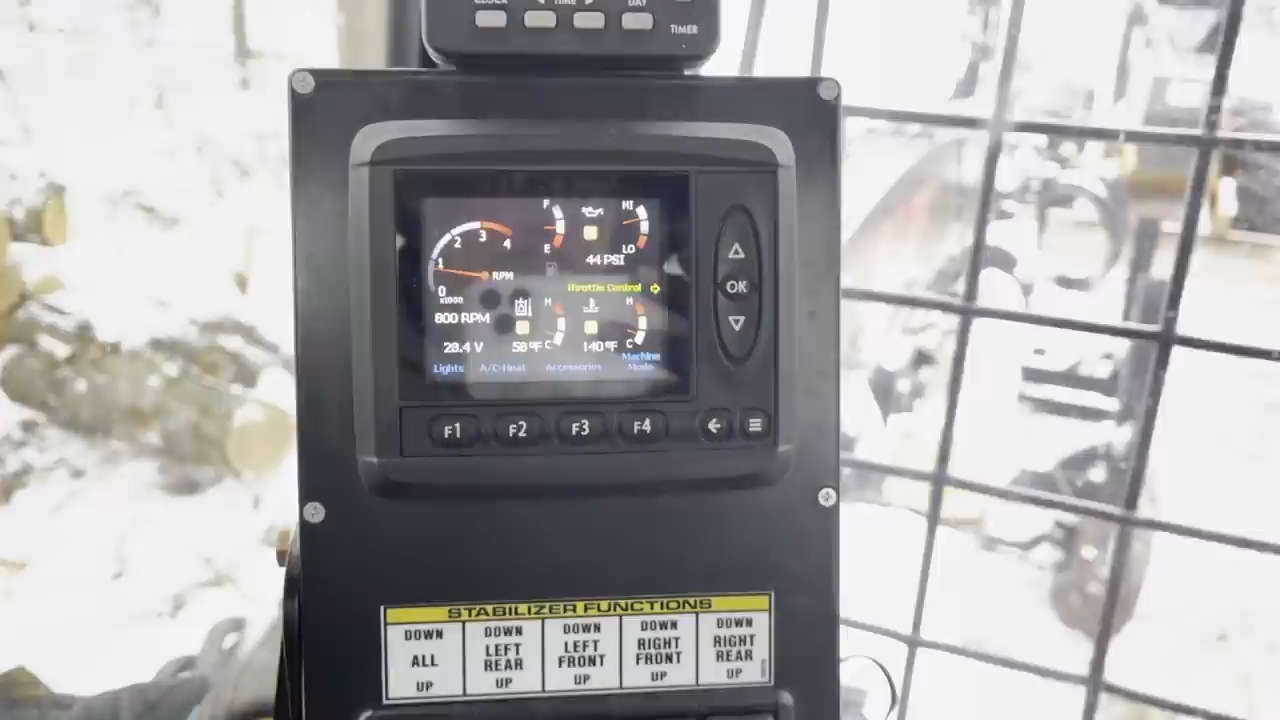 CLOCK TIME DAY
TIMER
F
HI
2 3 4
1
E
LO
RPM
44 PSI
0
x1000
Throttle Control
H
H
800 RPM
28.4 V
58°F
C
140°F
C
Lights
A/C-Heat
Accessories
Machine
Mode
OK
F1
F2
F3
F4
STABILIZER FUNCTIONS
DOWN
ALL
UP
DOWN
LEFT
REAR
UP
DOWN
LEFT
FRONT
UP
DOWN
RIGHT
FRONT
UP
DOWN
RIGHT
REAR
UP